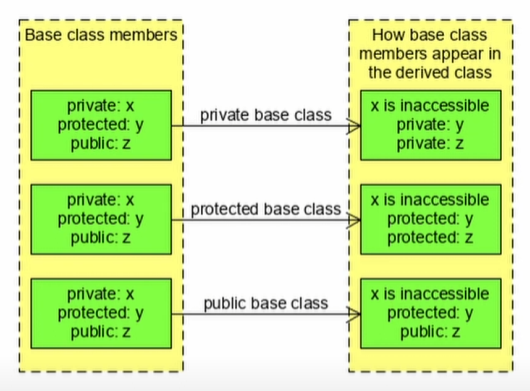 Base class members
How base class
members appear in
the derived class
private: x
protected: y
public: z
private base class
x is inaccessible
private: y
private: z
private: x
protected: y
public: z
protected base class
x is inaccessible
protected: y
protected: z
private: x
protected: y
public: z
public base class
x is inaccessible
protected: y
public: z